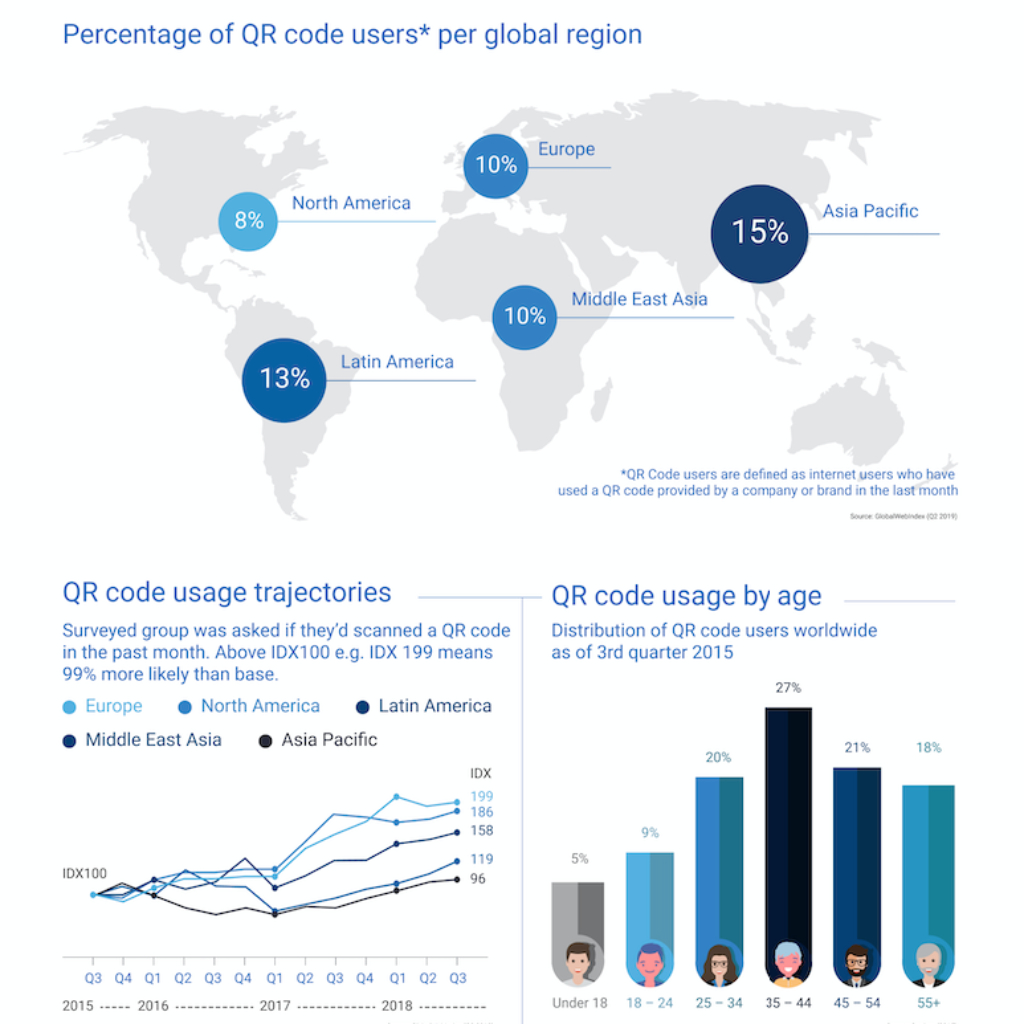 Percentage of QR code users* per global region
10%
Europe
8%
North America
15%
Asia Pacific
10%
Middle East Asia
13%
Latin America
*QR Code users are defined as internet users who have
used a QR code provided by a company or brand in the last month
Source: GlobalWebIndex (Q2 2019)
QR code usage trajectories
Surveyed group was asked if they'd scanned a QR code
in the past month. Above IDX100 e.g. IDX 199 means
99% more likely than base.
Europe
North America
Latin America
Middle East Asia
Asia Pacific
IDX
199
186
158
119
96
IDX100
Q3 Q4 Q1 Q2 Q3 Q4 Q1 Q2 Q3 Q4 Q1 Q2 Q3
2015 2016 2017 2018
QR code usage by age
Distribution of QR code users worldwide
as of 3rd quarter 2015
5%
9%
20%
27%
21%
18%
Under 18
18 – 24
25 – 34
35 – 44
45 – 54
55+